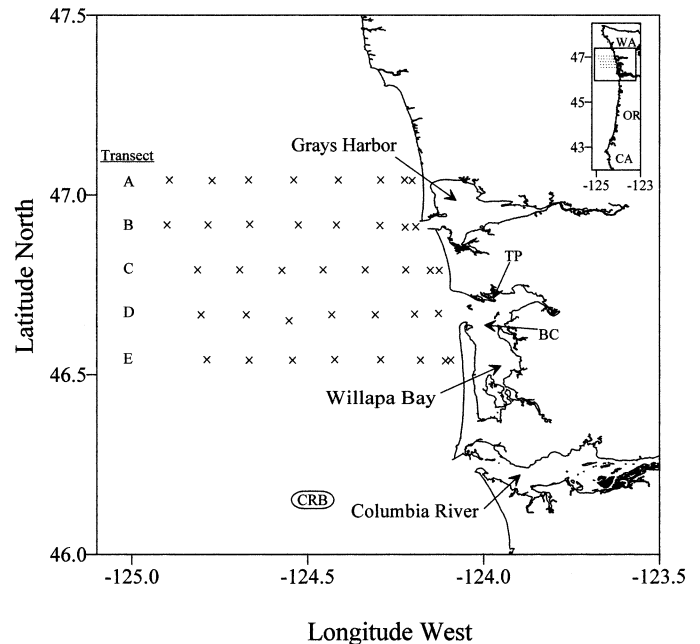 47.5
47.0
46.5
46.0
Latitude North
Transect
A
B
C
D
E
Grays Harbor
TP
BC
Willapa Bay
CRB
Columbia River
WA
OR
CA
47
45
43
-125
-123
-125.0
-124.5
-124.0
-123.5
Longitude West